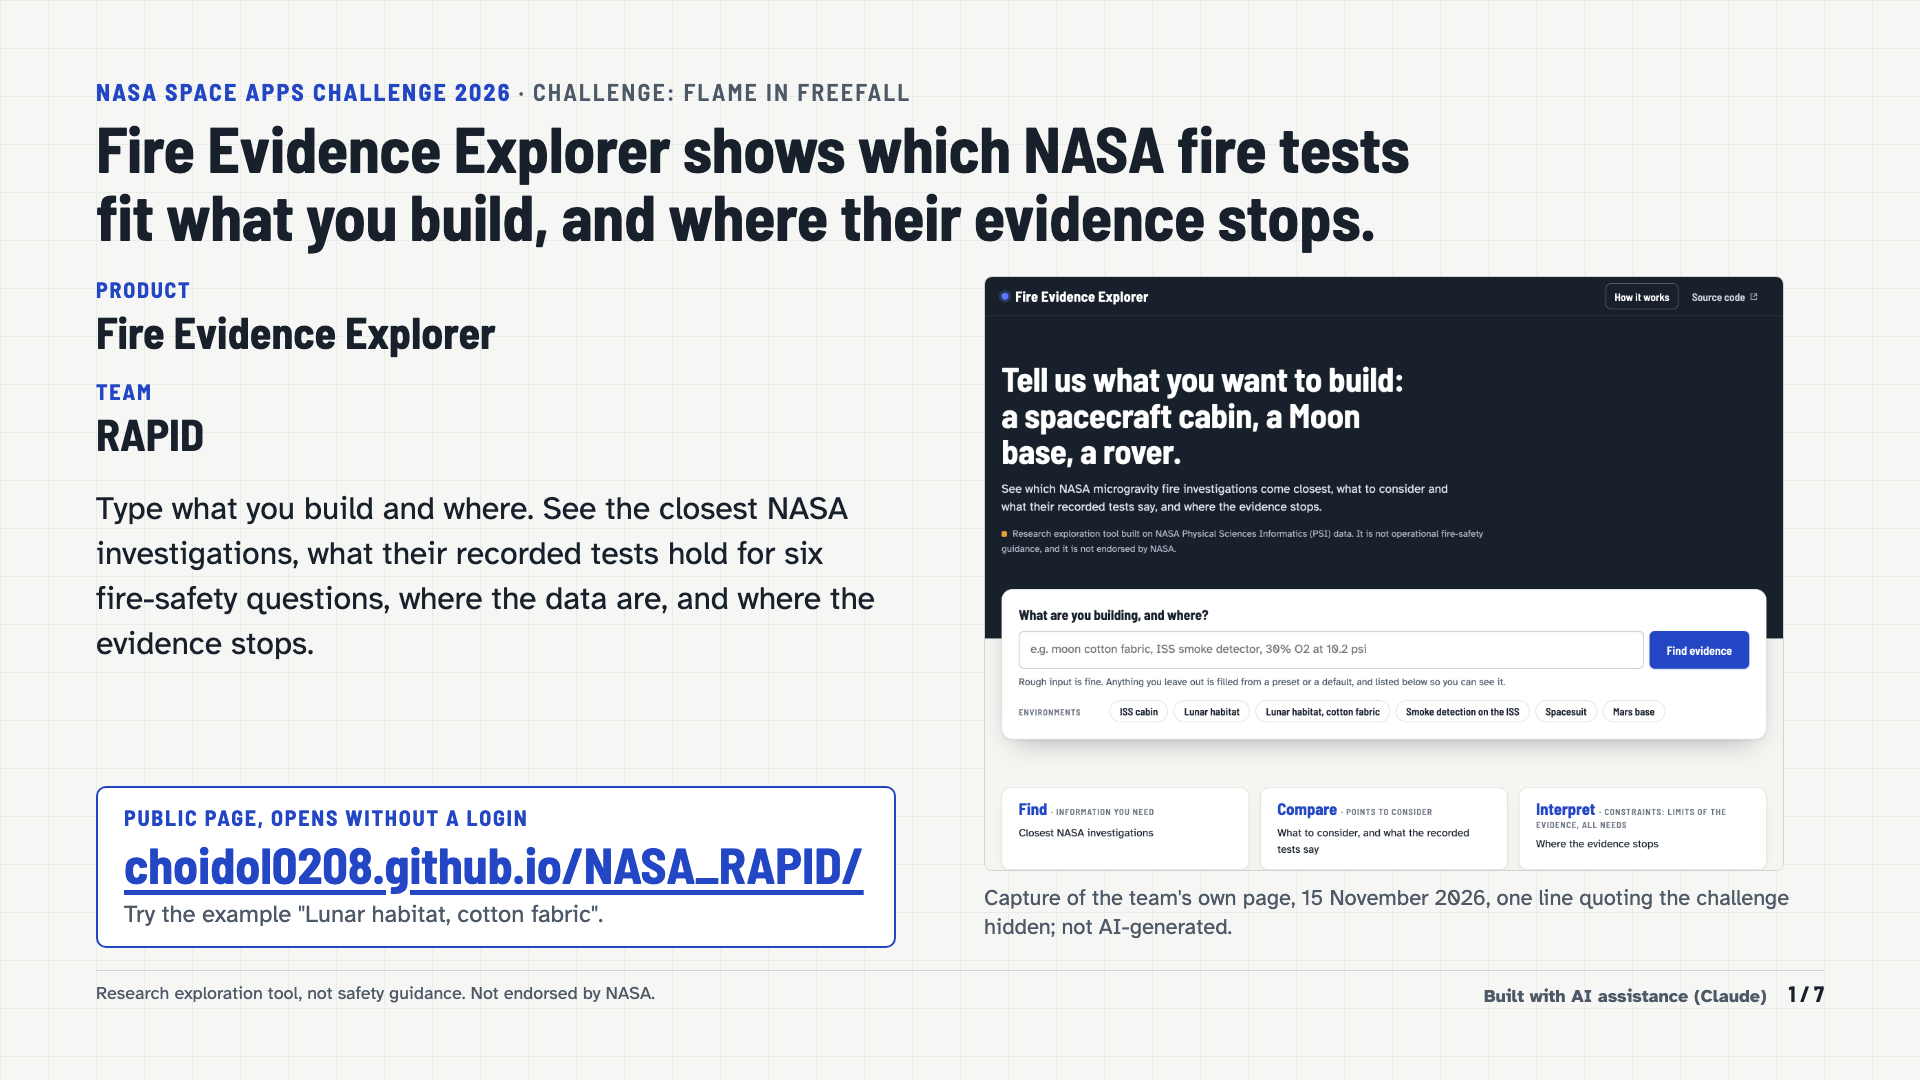 NASA SPACE APPS CHALLENGE 2026 · CHALLENGE: FLAME IN FREEFALL
Fire Evidence Explorer shows which NASA fire tests
fit what you build, and where their evidence stops.
PRODUCT
Fire Evidence Explorer
TEAM
RAPID
Type what you build and where. See the closest NASA
investigations, what their recorded tests hold for six
fire-safety questions, where the data are, and where the
evidence stops.
PUBLIC PAGE, OPENS WITHOUT A LOGIN
choidol0208.github.io/NASA_RAPID/
Try the example "Lunar habitat, cotton fabric".
Fire Evidence Explorer
How it works
Source code
Tell us what you want to build:
a spacecraft cabin, a Moon
base, a rover.
See which NASA microgravity fire investigations come closest, what to consider and
what their recorded tests say, and where the evidence stops.
Research exploration tool built on NASA Physical Sciences Informatics (PSI) data. It is not operational fire-safety
guidance, and it is not endorsed by NASA.
What are you building, and where?
e.g. moon cotton fabric, ISS smoke detector, 30% O2 at 10.2 psi
Find evidence
Rough input is fine. Anything you leave out is filled from a preset or a default, and listed below so you can see it.
ENVIRONMENTS
ISS cabin
Lunar habitat
Lunar habitat, cotton fabric
Smoke detection on the ISS
Spacesuit
Mars base
Find · INFORMATION YOU NEED
Closest NASA investigations
Compare · POINTS TO CONSIDER
What to consider, and what the recorded
tests say
Interpret · CONSTRAINTS: LIMITS OF THE
EVIDENCE, ALL NEEDS
Where the evidence stops
Capture of the team's own page, 15 November 2026, one line quoting the challenge
hidden; not AI-generated.
Research exploration tool, not safety guidance. Not endorsed by NASA.
Built with AI assistance (Claude)
1 / 7